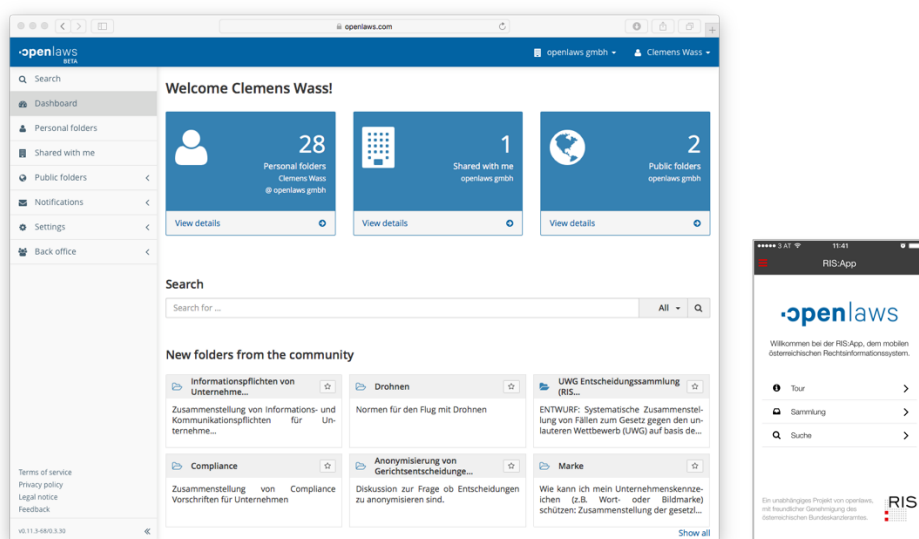 openlaws.com
openlaws
BETA
openlaws gmbh
Clemens Wass
Search
Dashboard
Personal folders
Shared with me
Public folders
Notifications
Settings
Back office
Terms of service
Privacy policy
Legal notice
Feedback
v0.11.3-68/0.3.30
Welcome Clemens Wass!
28
Personal folders
Clemens Wass
@ openlaws gmbh
View details
1
Shared with me
openlaws gmbh
View details
2
Public folders
openlaws gmbh
View details
Search
Search for ...
All
New folders from the community
Informationspflichten von
Unternehme...
Zusammenstellung von Informations- und
Kommunikationspflichten für Un-
ternehme...
Drohnen
Normen für den Flug mit Drohnen
UWG Entscheidungssammlung
(RIS...
ENTWURF: Systematische Zusammenstel-
lung von Fällen zum Gesetz gegen den un-
lauteren Wettbewerb (UWG) auf basis de...
Compliance
Zusammenstellung von Compliance
Vorschriften für Unternehmen
Anonymisierung von
Gerichtsentscheidunge...
Diskussion zur Frage ob Entscheidungen
zu anonymisieren sind.
Marke
Wie kann ich mein Unternehmenskennze-
ichen (z.B. Wort- oder Bildmarke)
schützen: Zusammenstellung der gesetzl...
Show all
3 AT 11:41
RIS:App
openlaws
Willkommen bei der RIS:App, dem mobilen
österreichischen Rechtsinformationssystem.
Tour
Sammlung
Suche
Ein unabhängiges Projekt von openlaws,
mit freundlicher Genehmigung des
österreichischen Bundeskanzleramtes.
RIS